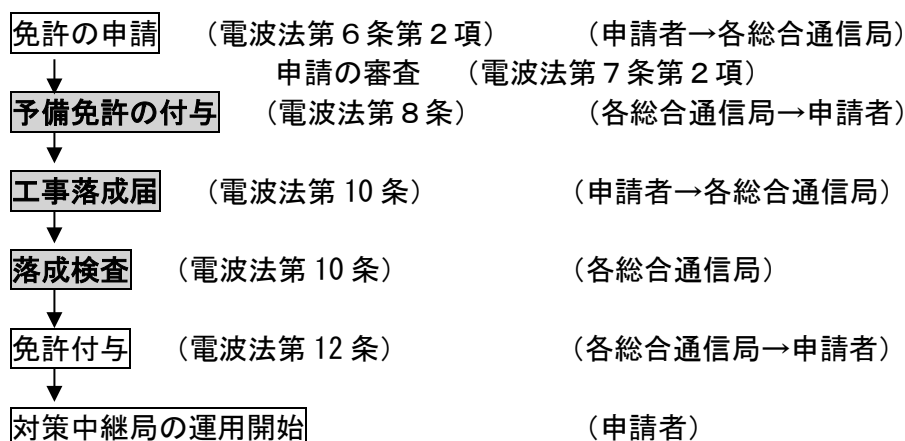 免許の申請 （電波法第６条第２項） （申請者→各総合通信局）
申請の審査 （電波法第７条第２項）
予備免許の付与 （電波法第８条） （各総合通信局→申請者）
工事落成届 （電波法第 10 条） （申請者→各総合通信局）
落成検査 （電波法第 10 条） （各総合通信局）
免許付与 （電波法第 12 条） （各総合通信局→申請者）
対策中継局の運用開始 （申請者）